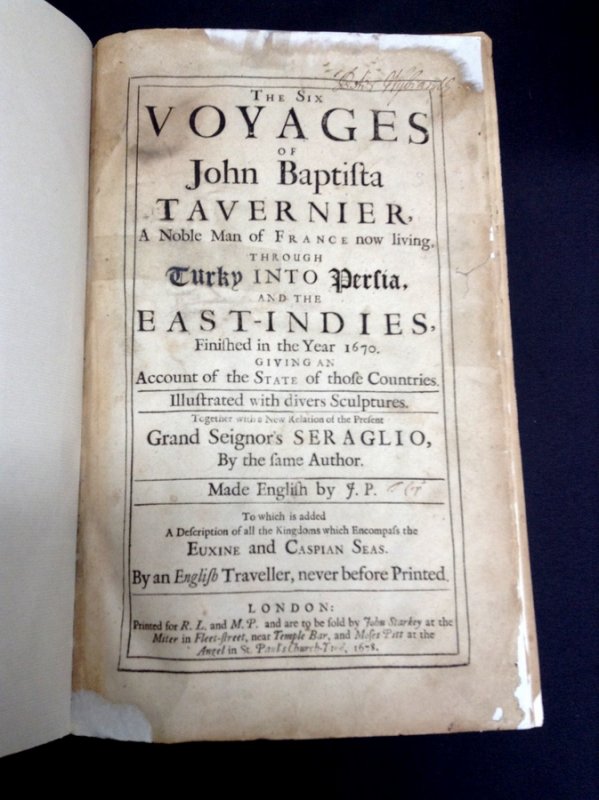 THE SIX
VOYAGES
OF
John Baptiſta
TAVERNIER,
A Noble Man of FRANCE now living,
THROUGH
Turky INTO Perſia,
AND THE
EAST-INDIES,
Finiſhed in the Year 1670.
GIVING AN
Account of the STATE of thoſe Countries.
Illuſtrated with divers Sculptures.
Together with a New Relation of the Preſent
Grand Seignor's SERAGLIO,
By the ſame Author.
Made Engliſh by J. P.
To which is added
A Deſcription of all the Kingdoms which Encompaſs the
EUXINE and CASPIAN SEAS.
By an Engliſh Traveller, never before Printed.
LONDON:
Printed for R. L. and M. P. and are to be ſold by John Starkey at the
Miter in Fleet-ſtreet, near Temple Bar, and Moſes Pitt at the
Angel in St. Paul's Church-Yard, 1678.